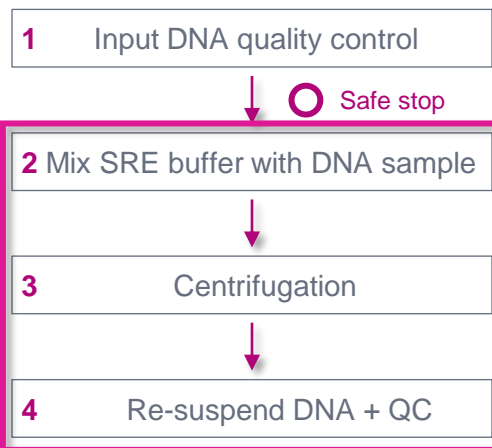 1 Input DNA quality control
Safe stop
2 Mix SRE buffer with DNA sample
3 Centrifugation
4 Re-suspend DNA + QC